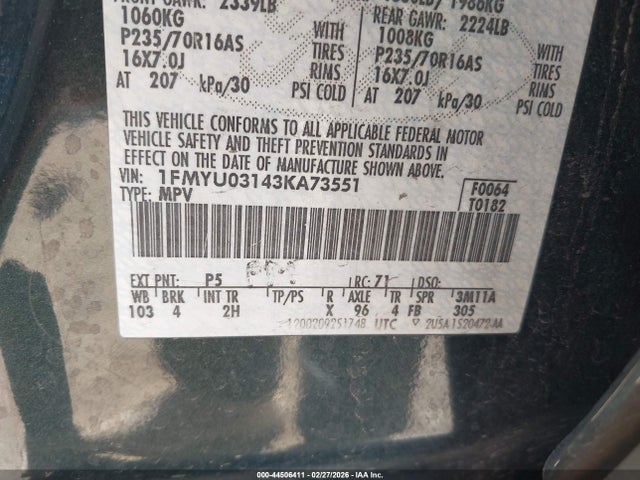 FRONT GAWR: 2339LB
1060KG
P235/70R16AS TIRES
16X7.0J RIMS
AT 207 kPa/30 PSI COLD
1986KG
REAR GAWR: 2224LB
1008KG WITH
P235/70R16AS TIRES
16X7.0J RIMS
AT 207 kPa/30 PSI COLD
THIS VEHICLE CONFORMS TO ALL APPLICABLE FEDERAL MOTOR
VEHICLE SAFETY AND THEFT PREVENTION STANDARDS IN
EFFECT ON THE DATE OF MANUFACTURE SHOWN ABOVE.
VIN: 1FMYU03143KA73551
TYPE: MPV
F0064
T0182
EXT PNT: P5 RC: 71 DSO:
WB BRK INT TR TP/PS R AXLE TR SPR 3M11A
103 4 2H X 96 4 FB 305
UTC
000-44506411 - 02/27/2026 - IAA Inc.